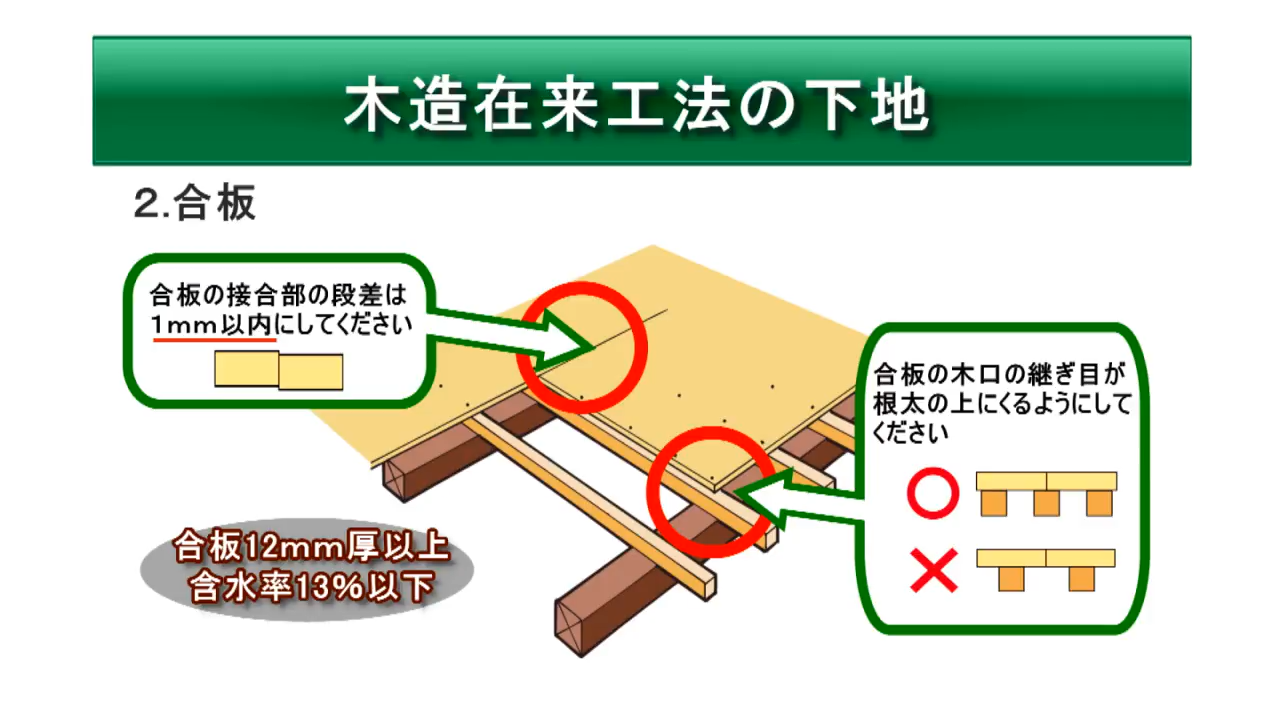 木造在来工法の下地
2.合板
合板の接合部の段差は
1mm以内にしてください
合板の木口の継ぎ目が
根太の上にくるようにして
ください
合板12mm厚以上
含水率13%以下